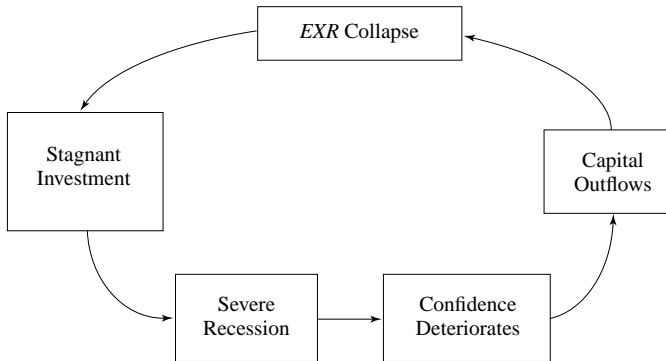 EXR Collapse
Stagnant
Investment
Capital
Outflows
Severe
Recession
Confidence
Deteriorates